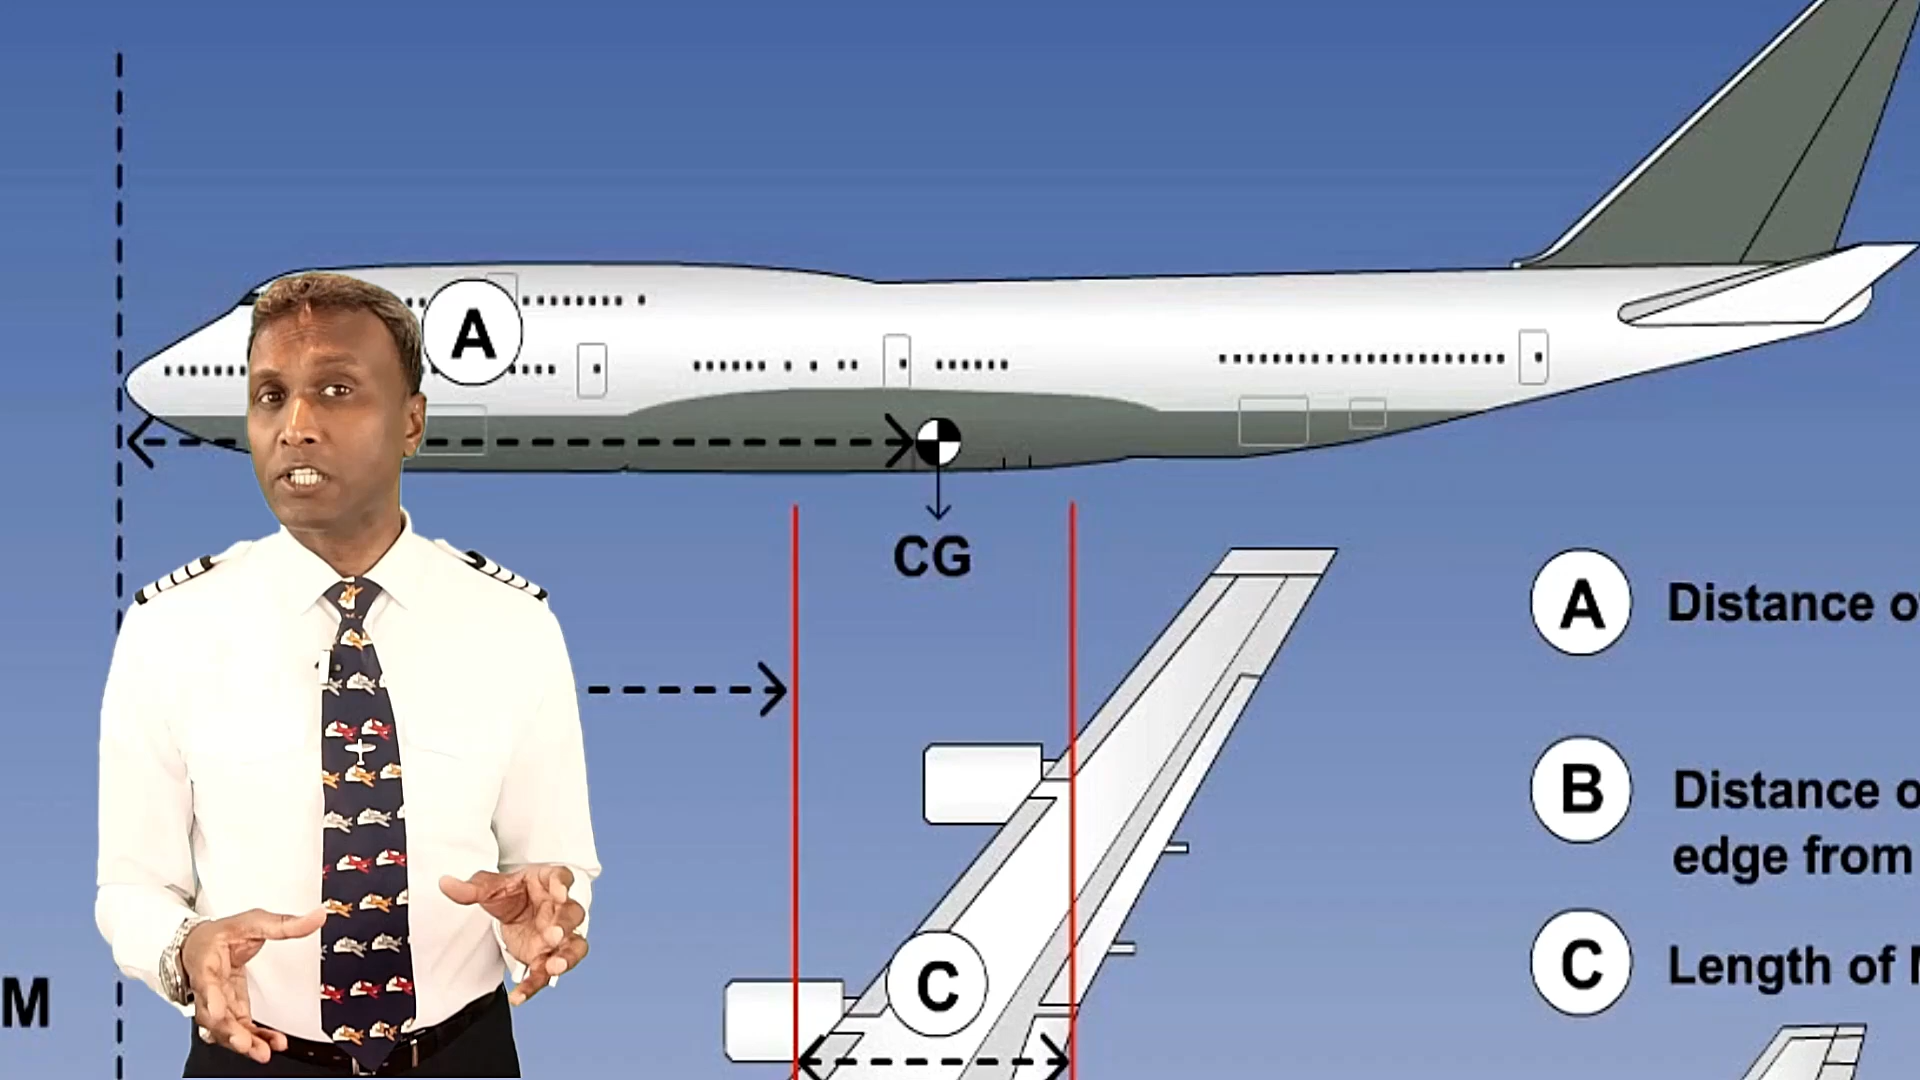 A
CG
A Distance o
B Distance o
edge from
C
C Length of
M